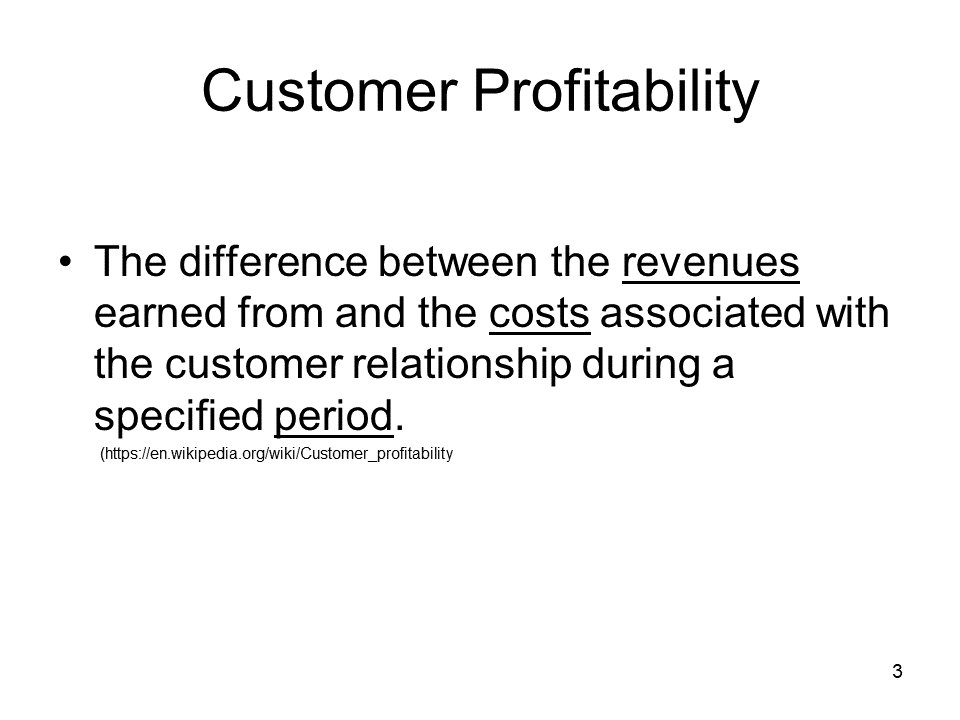 Customer Profitability
• The difference between the revenues
earned from and the costs associated with
the customer relationship during a
specified period.
(https://en.wikipedia.org/wiki/Customer_profitability
3